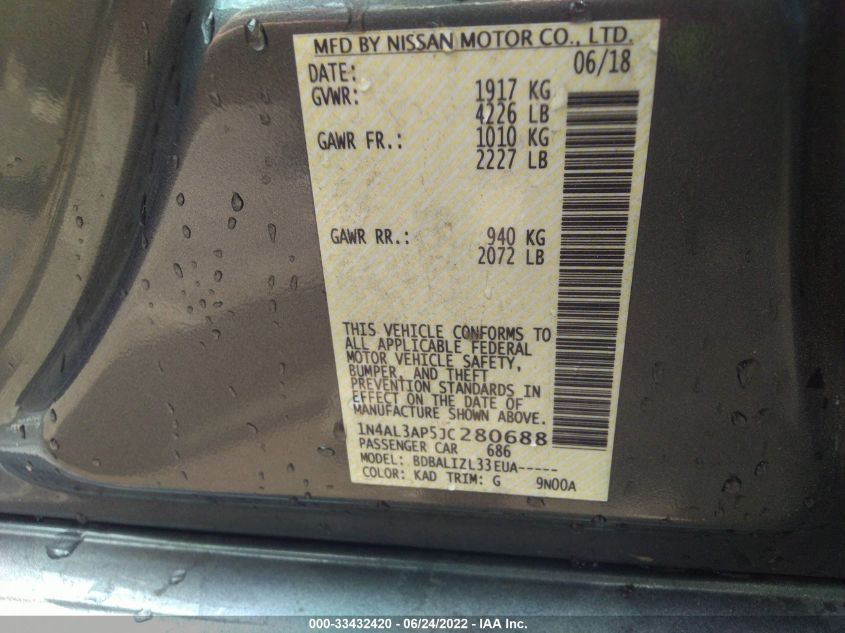 MFD BY NISSAN MOTOR CO., LTD.
DATE: 06/18
GVWR: 1917 KG
4226 LB
GAWR FR.: 1010 KG
2227 LB
GAWR RR.: 940 KG
2072 LB
THIS VEHICLE CONFORMS TO
ALL APPLICABLE FEDERAL
MOTOR VEHICLE SAFETY,
BUMPER, AND THEFT
PREVENTION STANDARDS IN
EFFECT ON THE DATE OF
MANUFACTURE SHOWN ABOVE.
1N4AL3AP5JC280688
PASSENGER CAR 686
MODEL: BDBALIZL33EUA-----
COLOR: KAD TRIM: G 9N00A
000-33432420 - 06/24/2022 - IAA Inc.